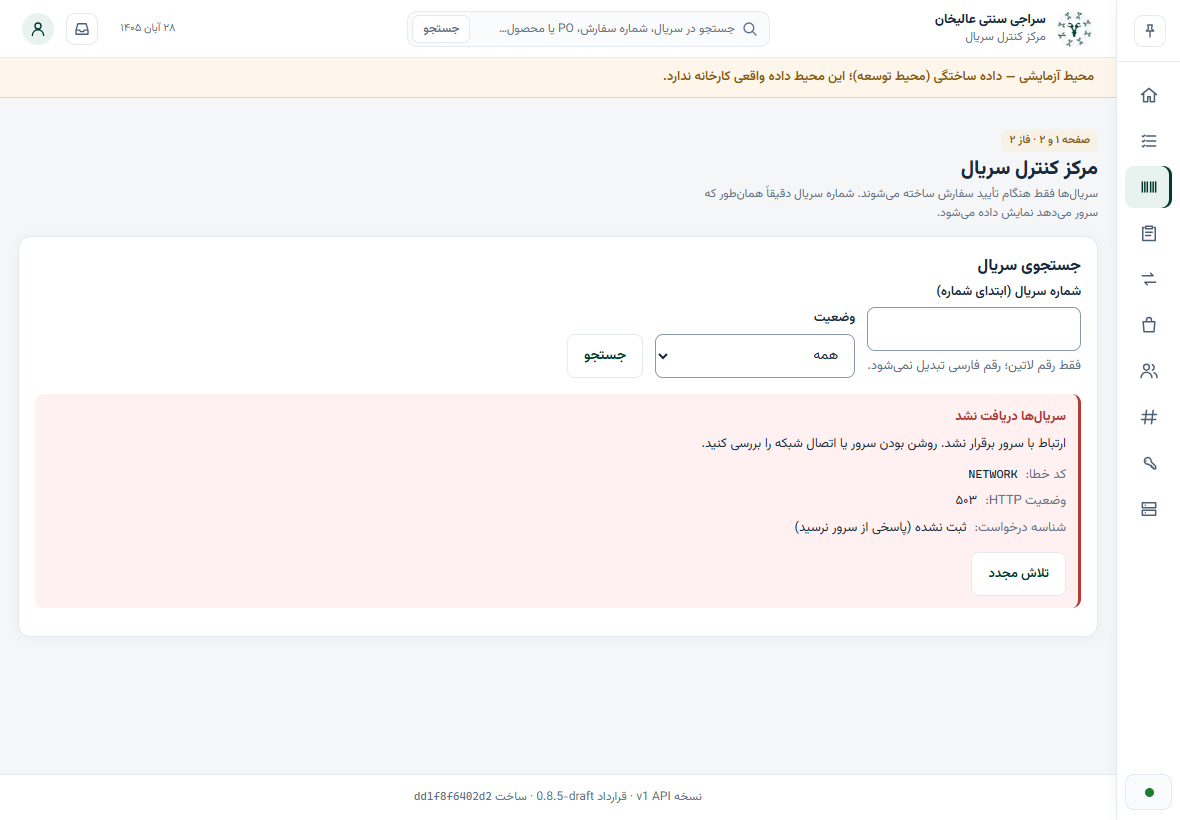 سراجی سنتی عالیخان
مرکز کنترل سریال
جستجو در سریال، شماره سفارش، PO یا محصول...
جستجو
۲۸ آبان ۱۴۰۵
محیط آزمایشی — داده ساختگی (محیط توسعه)؛ این محیط داده واقعی کارخانه ندارد.
صفحه ۱ و ۲ · فاز ۲
مرکز کنترل سریال
سریال‌ها فقط هنگام تأیید سفارش ساخته می‌شوند. شماره سریال دقیقاً همان‌طور که
سرور می‌دهد نمایش داده می‌شود.
جستجوی سریال
شماره سریال (ابتدای شماره)
فقط رقم لاتین؛ رقم فارسی تبدیل نمی‌شود.
وضعیت
همه
جستجو
سریال‌ها دریافت نشد
ارتباط با سرور برقرار نشد. روشن بودن سرور یا اتصال شبکه را بررسی کنید.
کد خطا: NETWORK
وضعیت HTTP: ۵۰۳
شناسه درخواست: ثبت نشده (پاسخی از سرور نرسید)
تلاش مجدد
نسخه API v1 · قرارداد 0.8.5-draft · ساخت dd1f8f6402d2